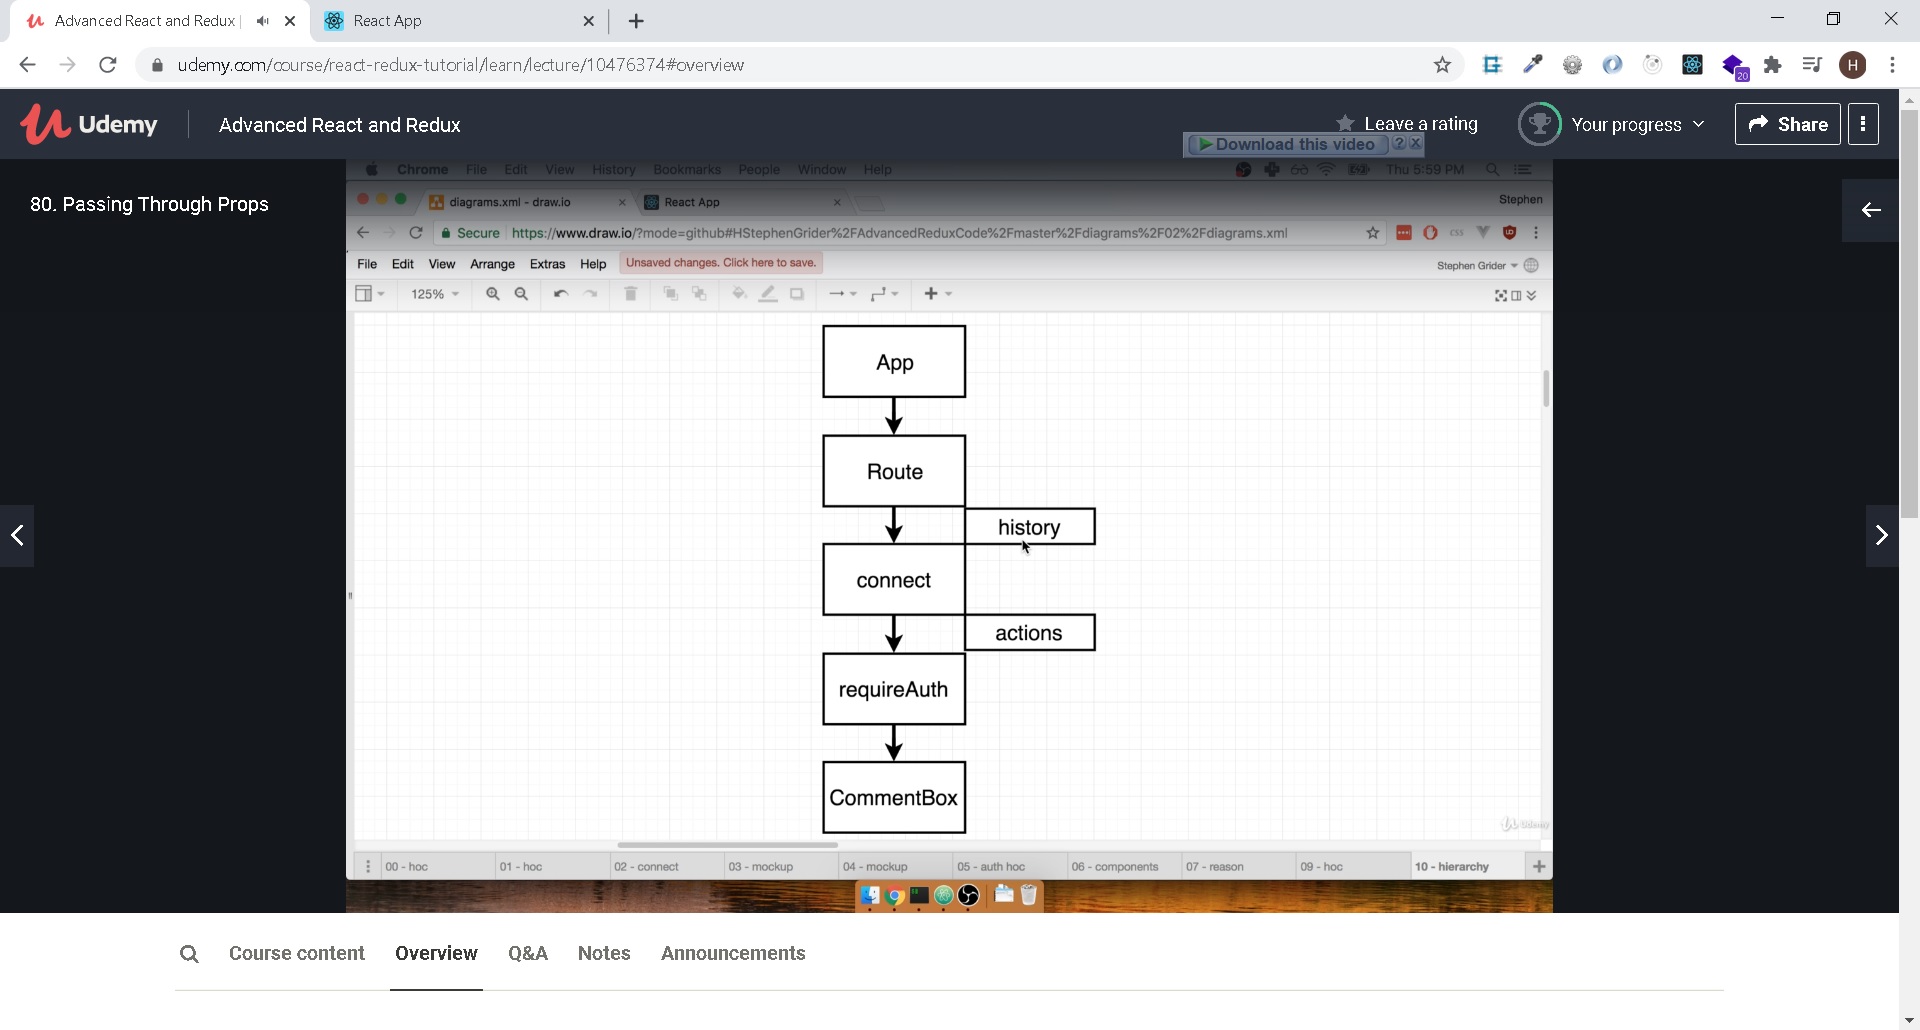 Advanced React and Redux
React App
udemy.com/course/react-redux-tutorial/learn/lecture/10476374#overview
20
H
Udemy
Advanced React and Redux
Leave a rating
Your progress
Share
Download this video
80. Passing Through Props
Chrome File Edit View History Bookmarks People Window Help
Thu 5:59 PM
diagrams.xml - draw.io
React App
Stephen
Secure https://www.draw.io/?mode=github#HStephenGrider%2FAdvancedReduxCode%2Fmaster%2Fdiagrams%2F02%2Fdiagrams.xml
CSS
File Edit View Arrange Extras Help Unsaved changes. Click here to save.
Stephen Grider
125%
App
Route
history
connect
actions
requireAuth
CommentBox
Udemy
00 - hoc
01 - hoc
02 - connect
03 - mockup
04 - mockup
05 - auth hoc
06 - components
07 - reason
09 - hoc
10 - hierarchy
Course content
Overview
Q&A
Notes
Announcements